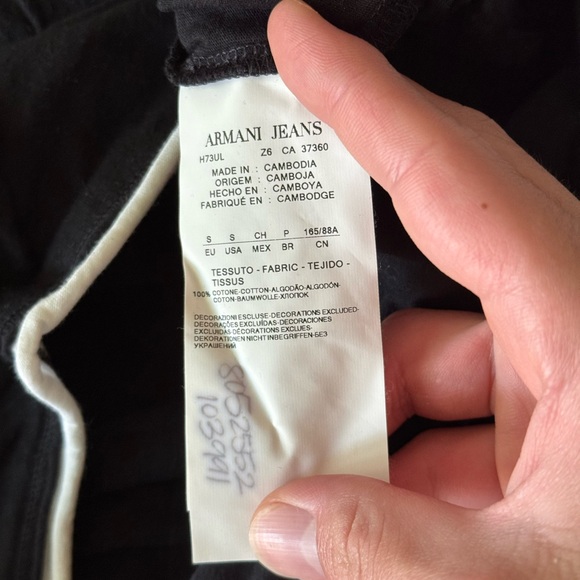 ARMANI JEANS
H73UL Z6 CA 37360
MADE IN : CAMBODIA
ORIGEM : CAMBOJA
HECHO EN : CAMBOYA
FABRIQUÉ EN : CAMBODGE
S S CH P 165/88A
EU USA MEX BR CN
TESSUTO - FABRIC - TEJIDO -
TISSUS
100% COTONE-COTTON-ALGODÃO-ALGODÓN-
COTON-BAUMWOLLE-ХЛОПОК
DECORAZIONI ESCLUSE-DECORATIONS EXCLUDED-
DECORAÇÕES EXCLUÍDAS-DECORACIONES
EXCLUIDAS-DÉCORATIONS EXCLUES-
DEKORATIONEN NICHT INBEGRIFFEN-БЕЗ
УКРАШЕНИЙ
8052552